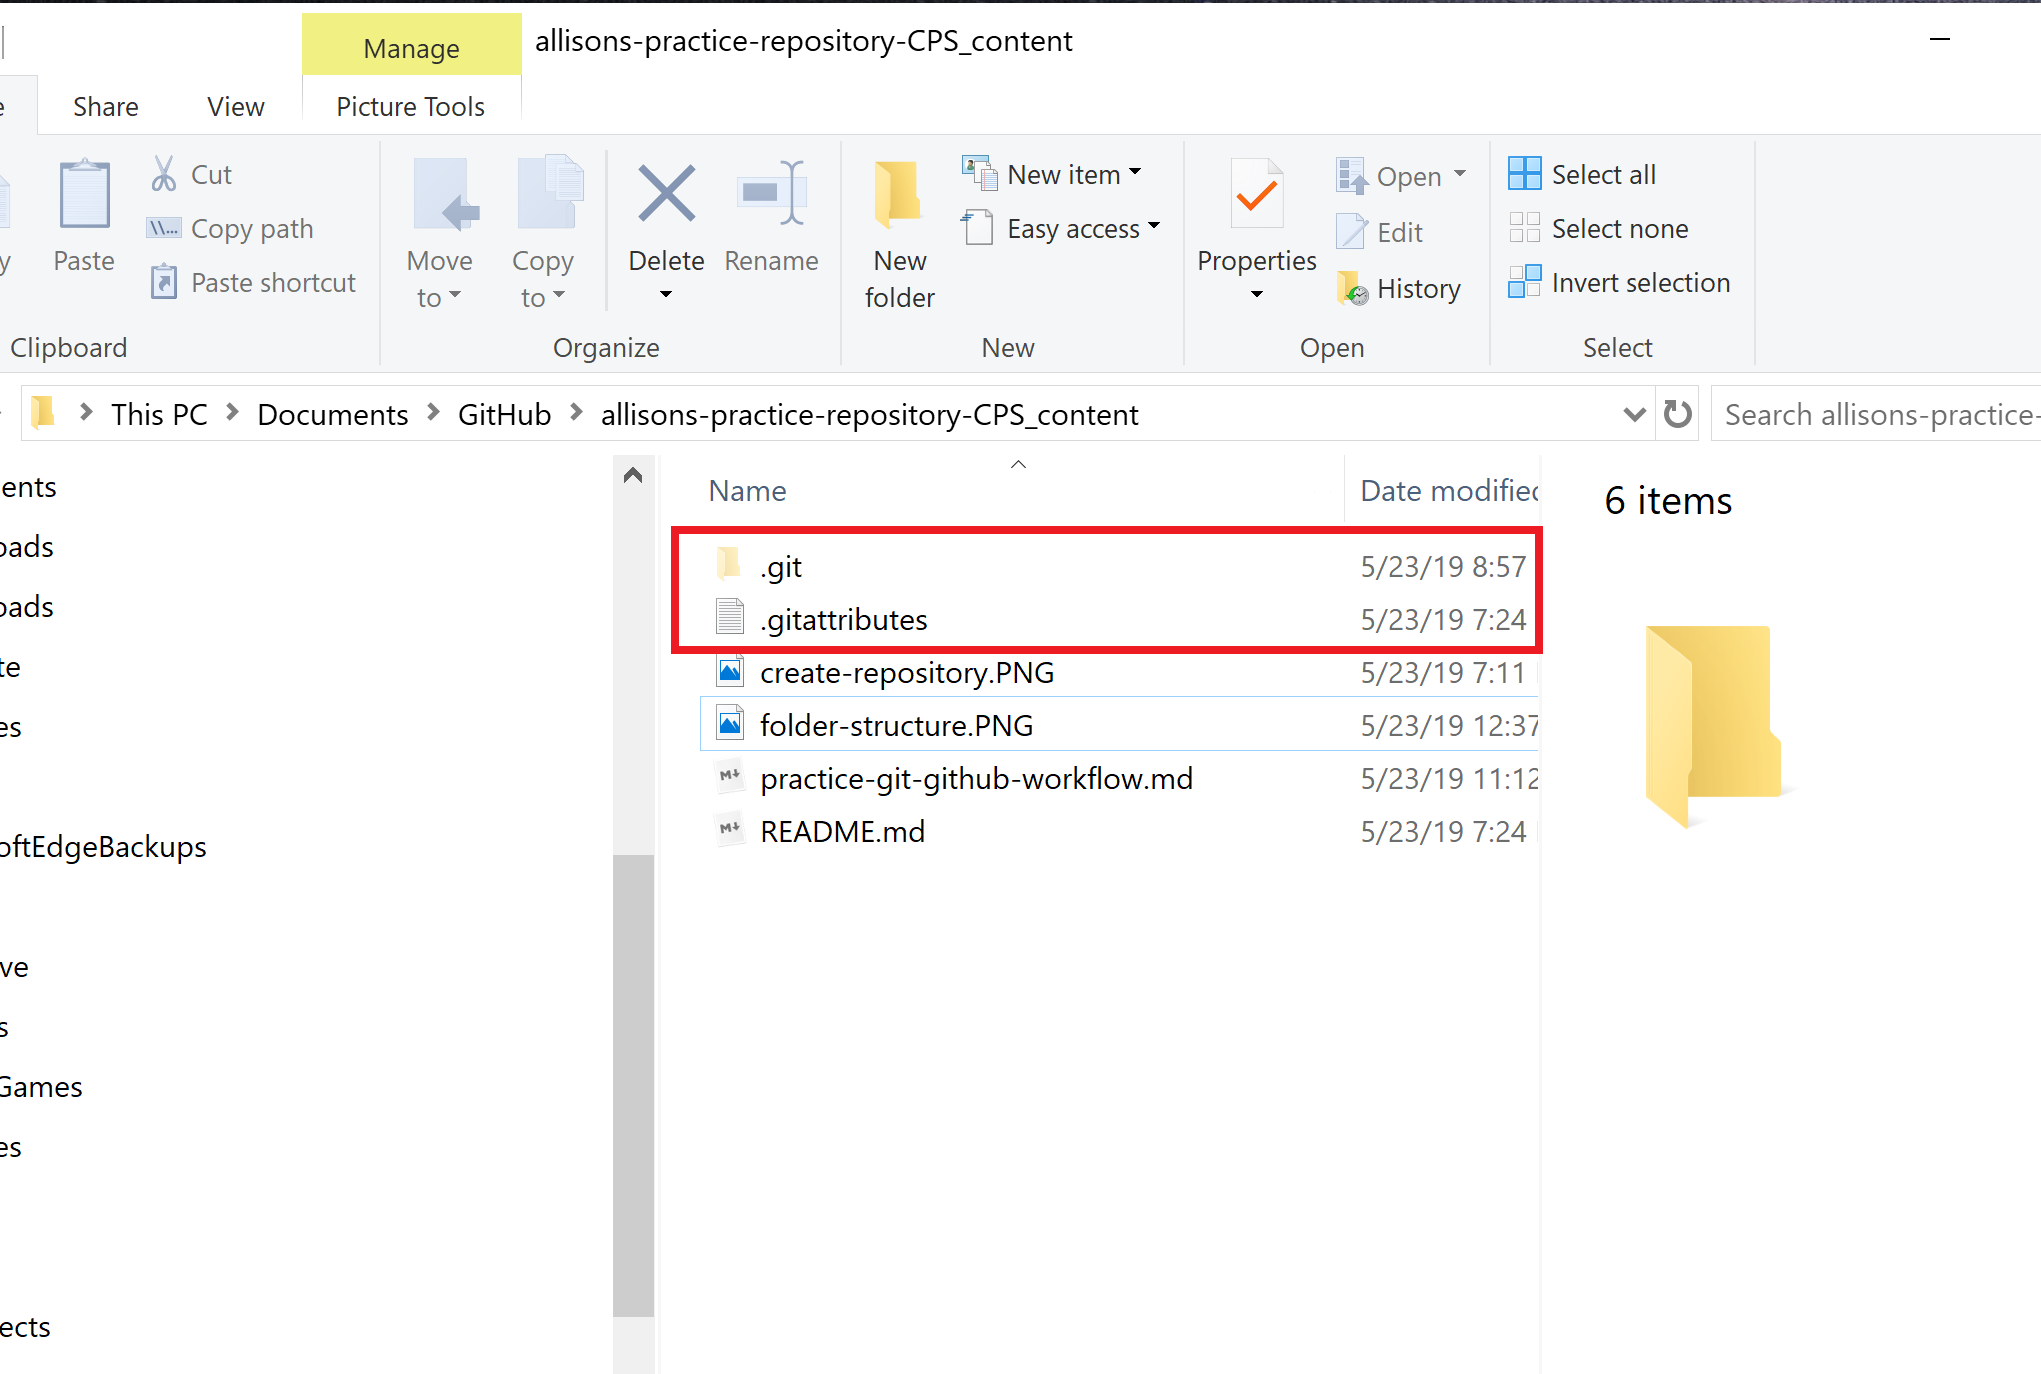 Manage
allisons-practice-repository-CPS_content
Share
View
Picture Tools
Paste
Cut
Copy path
Paste shortcut
Clipboard
Move to
Copy to
Delete
Rename
Organize
New folder
New item
Easy access
New
Properties
Open
Edit
History
Open
Select all
Select none
Invert selection
Select
This PC
Documents
GitHub
allisons-practice-repository-CPS_content
Search allisons-practice-
ents
oads
oads
te
es
oftEdgeBackups
ve
s
Games
es
ects
Name
Date modified
.git 5/23/19 8:57
.gitattributes 5/23/19 7:24
create-repository.PNG 5/23/19 7:11
folder-structure.PNG 5/23/19 12:37
practice-git-github-workflow.md 5/23/19 11:12
README.md 5/23/19 7:24
6 items